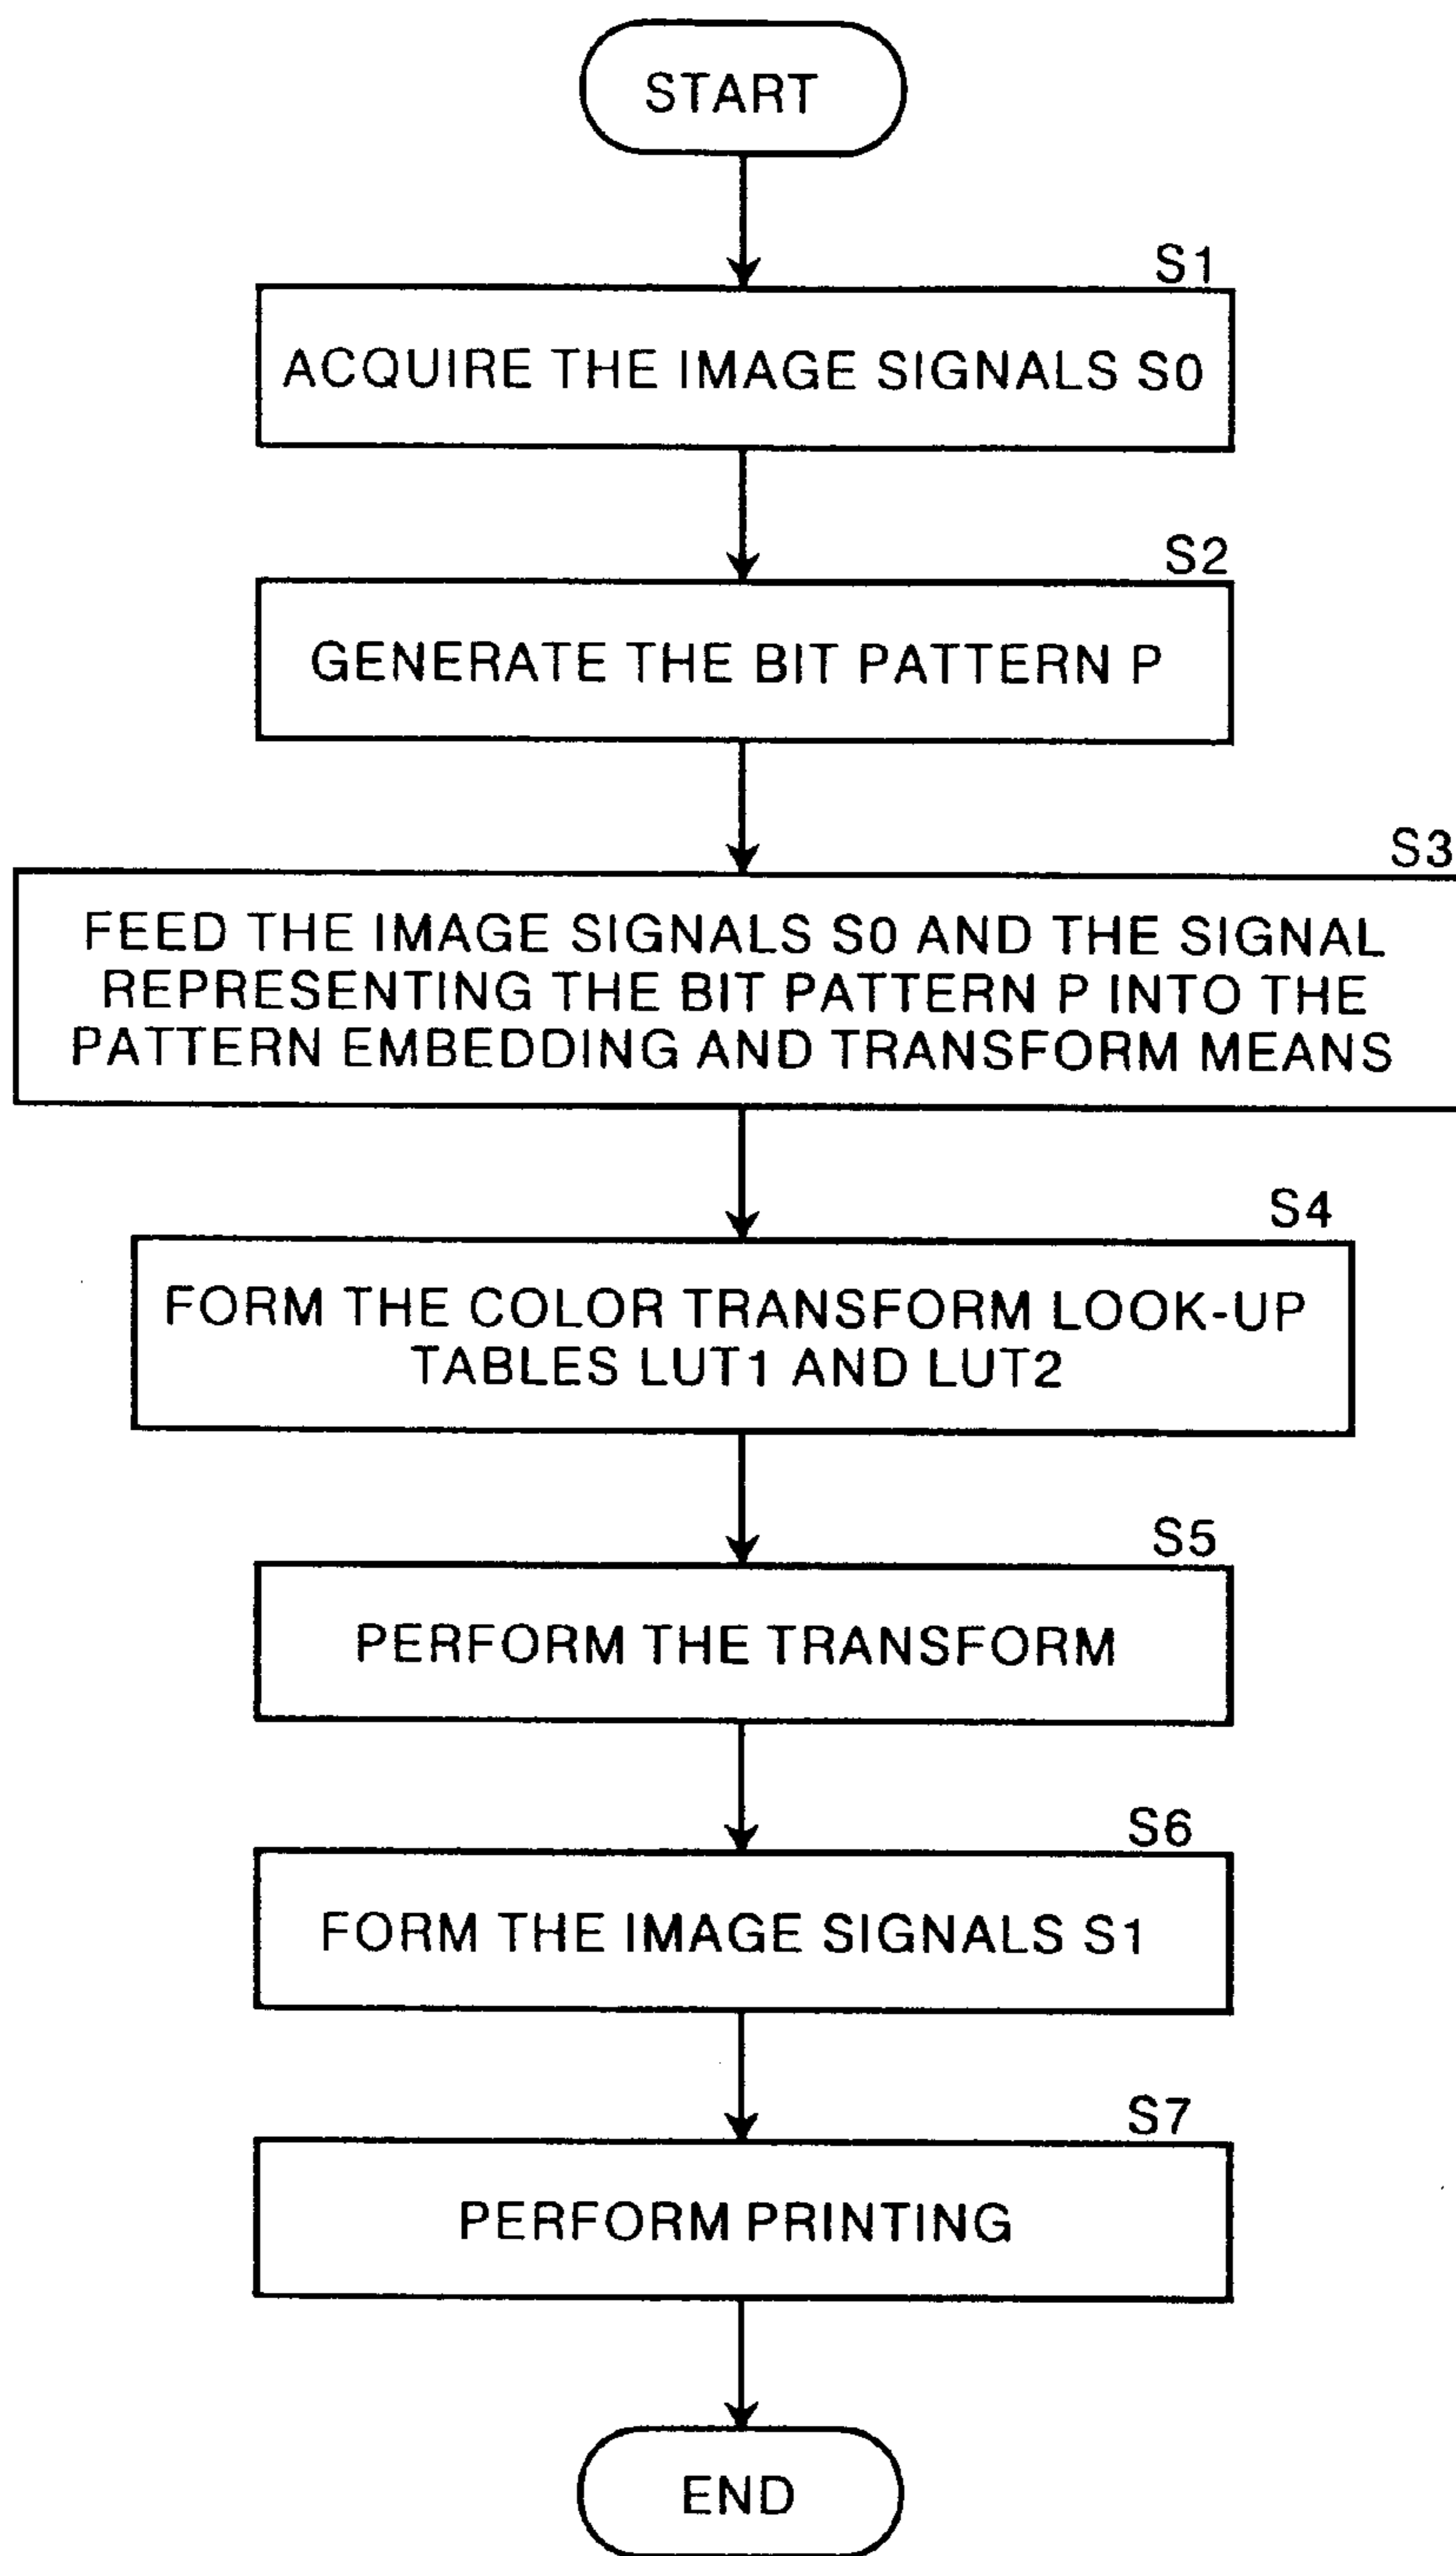 START
S1
ACQUIRE THE IMAGE SIGNALS S0
S2
GENERATE THE BIT PATTERN P
S3
FEED THE IMAGE SIGNALS S0 AND THE SIGNAL
REPRESENTING THE BIT PATTERN P INTO THE
PATTERN EMBEDDING AND TRANSFORM MEANS
S4
FORM THE COLOR TRANSFORM LOOK-UP
TABLES LUT1 AND LUT2
S5
PERFORM THE TRANSFORM
S6
FORM THE IMAGE SIGNALS S1
S7
PERFORM PRINTING
END